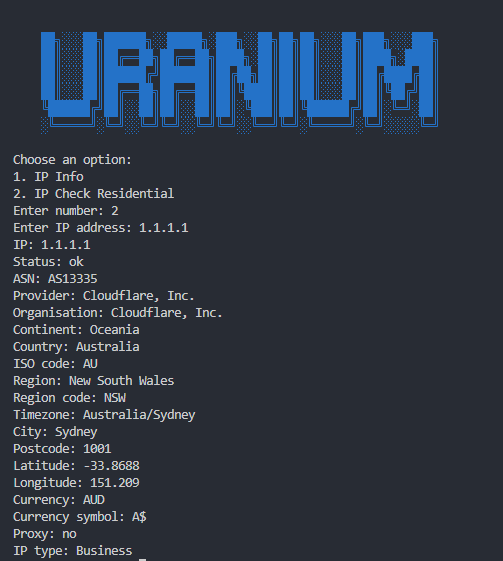 URANIUM
Choose an option:
1. IP Info
2. IP Check Residential
Enter number: 2
Enter IP address: 1.1.1.1
IP: 1.1.1.1
Status: ok
ASN: AS13335
Provider: Cloudflare, Inc.
Organisation: Cloudflare, Inc.
Continent: Oceania
Country: Australia
ISO code: AU
Region: New South Wales
Region code: NSW
Timezone: Australia/Sydney
City: Sydney
Postcode: 1001
Latitude: -33.8688
Longitude: 151.209
Currency: AUD
Currency symbol: A$
Proxy: no
IP type: Business